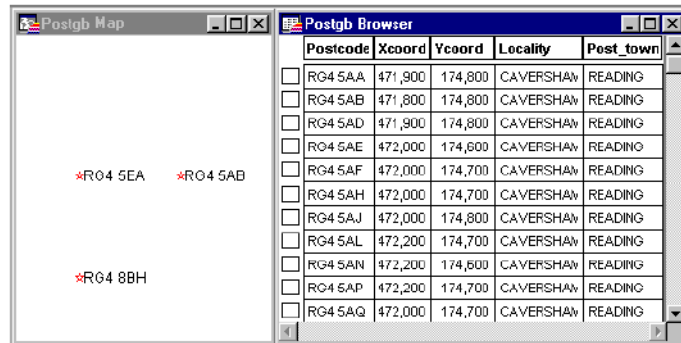 Postgb Map
RG4 5EA
RG4 5AB
RG4 8BH
Postgb Browser
Postcode Xcoord Ycoord Locality Post_town
RG4 5AA 471,900 174,800 CAVERSHAM READING
RG4 5AB 471,800 174,800 CAVERSHAM READING
RG4 5AD 471,900 174,800 CAVERSHAM READING
RG4 5AE 472,000 174,600 CAVERSHAM READING
RG4 5AF 472,000 174,700 CAVERSHAM READING
RG4 5AH 472,000 174,700 CAVERSHAM READING
RG4 5AJ 472,000 174,800 CAVERSHAM READING
RG4 5AL 472,200 174,700 CAVERSHAM READING
RG4 5AN 472,200 174,600 CAVERSHAM READING
RG4 5AP 472,200 174,700 CAVERSHAM READING
RG4 5AQ 472,000 174,700 CAVERSHAM READING